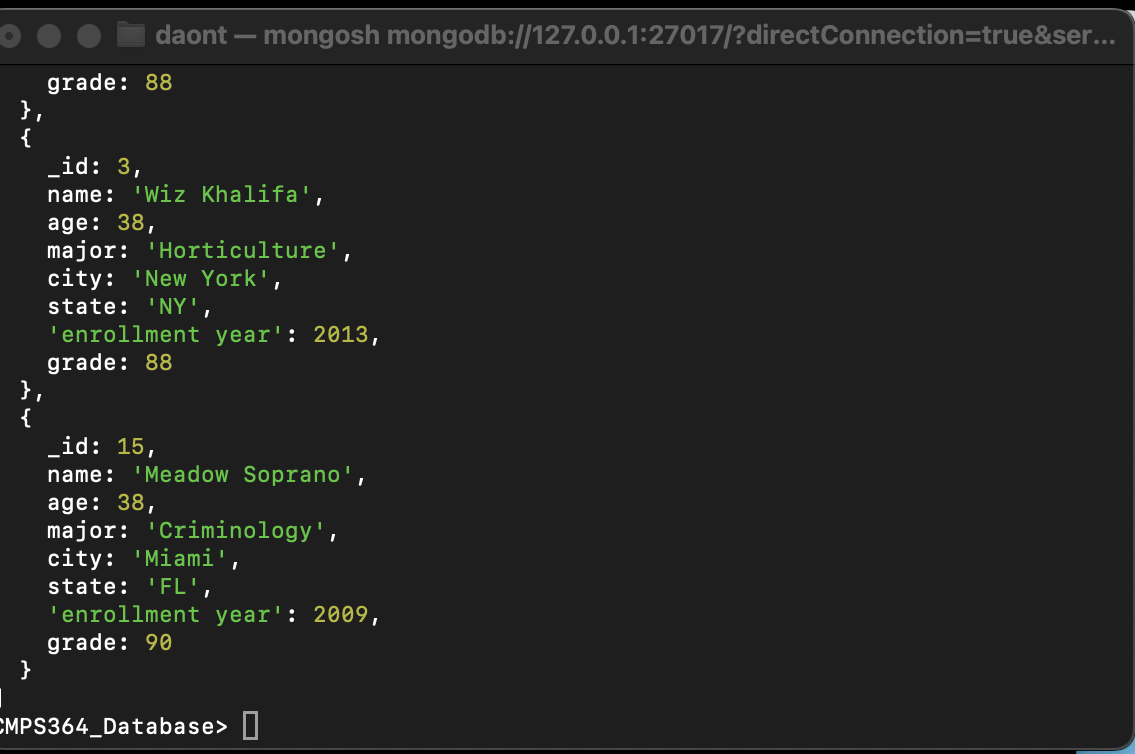 daont — mongosh mongodb://127.0.0.1:27017/?directConnection=true&ser...
grade: 88
},
{
_id: 3,
name: 'Wiz Khalifa',
age: 38,
major: 'Horticulture',
city: 'New York',
state: 'NY',
'enrollment year': 2013,
grade: 88
},
{
_id: 15,
name: 'Meadow Soprano',
age: 38,
major: 'Criminology',
city: 'Miami',
state: 'FL',
'enrollment year': 2009,
grade: 90
}
]
CMPS364_Database>